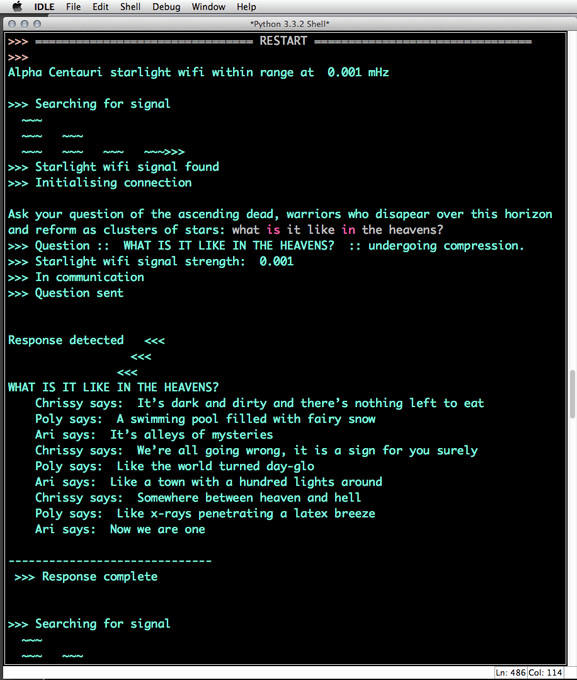 IDLE File Edit Shell Debug Window Help
*Python 3.3.2 Shell*
>>> ================================ RESTART ================================
>>>
Alpha Centauri starlight wifi within range at  0.001 mHz
>>> Searching for signal
~~~
~~~   ~~~
~~~   ~~~   ~~~   ~~~>>>
>>> Starlight wifi signal found
>>> Initialising connection
Ask your question of the ascending dead, warriors who disapear over this horizon
and reform as clusters of stars: what is it like in the heavens?
>>> Question ::  WHAT IS IT LIKE IN THE HEAVENS?  :: undergoing compression.
>>> Starlight wifi signal strength:  0.001
>>> In communication
>>> Question sent
Response detected   <<<
<<<
<<<
WHAT IS IT LIKE IN THE HEAVENS?
Chrissy says:  It's dark and dirty and there's nothing left to eat
Poly says:  A swimming pool filled with fairy snow
Ari says:  It's alleys of mysteries
Chrissy says:  We're all going wrong, it is a sign for you surely
Poly says:  Like the world turned day-glo
Ari says:  Like a town with a hundred lights around
Chrissy says:  Somewhere between heaven and hell
Poly says:  Like x-rays penetrating a latex breeze
Ari says:  Now we are one
------------------------------
>>> Response complete
>>> Searching for signal
~~~
~~~   ~~~
Ln: 486 Col: 114